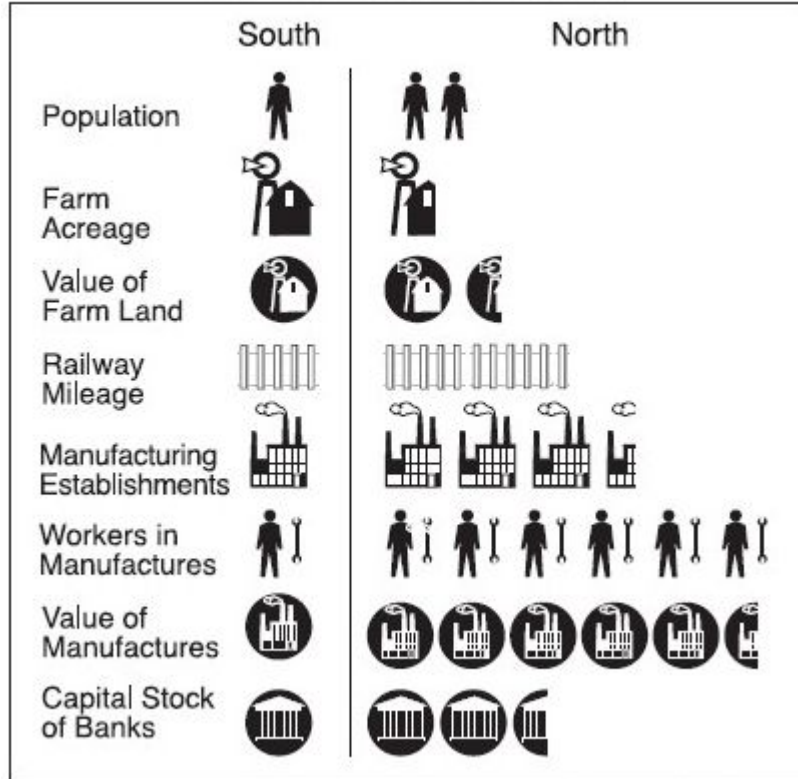 South North
Population
Farm
Acreage
Value of
Farm Land
Railway
Mileage
Manufacturing
Establishments
Workers in
Manufactures
Value of
Manufactures
Capital Stock
of Banks